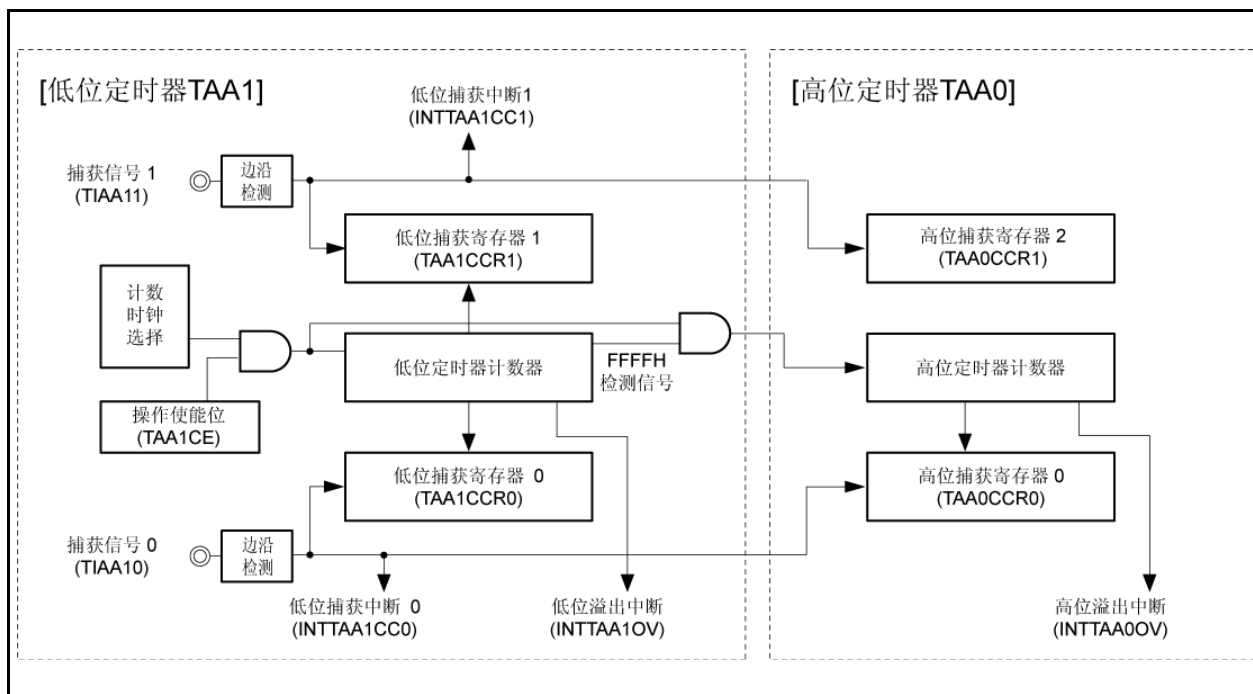 [低位定时器TAA1]
低位捕获中断1
(INTTAA1CC1)
捕获信号 1
(TIAA11)
边沿
检测
低位捕获寄存器 1
(TAA1CCR1)
计数
时钟
选择
低位定时器计数器
FFFFH
检测信号
操作使能位
(TAA1CE)
低位捕获寄存器 0
(TAA1CCR0)
捕获信号 0
(TIAA10)
边沿
检测
低位捕获中断 0
(INTTAA1CC0)
低位溢出中断
(INTTAA1OV)
[高位定时器TAA0]
高位捕获寄存器 2
(TAA0CCR1)
高位定时器计数器
高位捕获寄存器 0
(TAA0CCR0)
高位溢出中断
(INTTAA0OV)